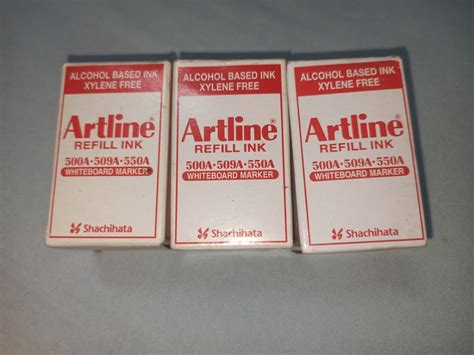 ALCOHOL BASED INK
XYLENE FREE
Artline®
REFILL INK
500A·509A·550A
WHITEBOARD MARKER
Shachihata
ALCOHOL BASED INK
XYLENE FREE
Artline®
REFILL INK
500A·509A·550A
WHITEBOARD MARKER
Shachihata
ALCOHOL BASED INK
XYLENE FREE
Artline®
REFILL INK
500A·509A·550A
WHITEBOARD MARKER
Shachihata